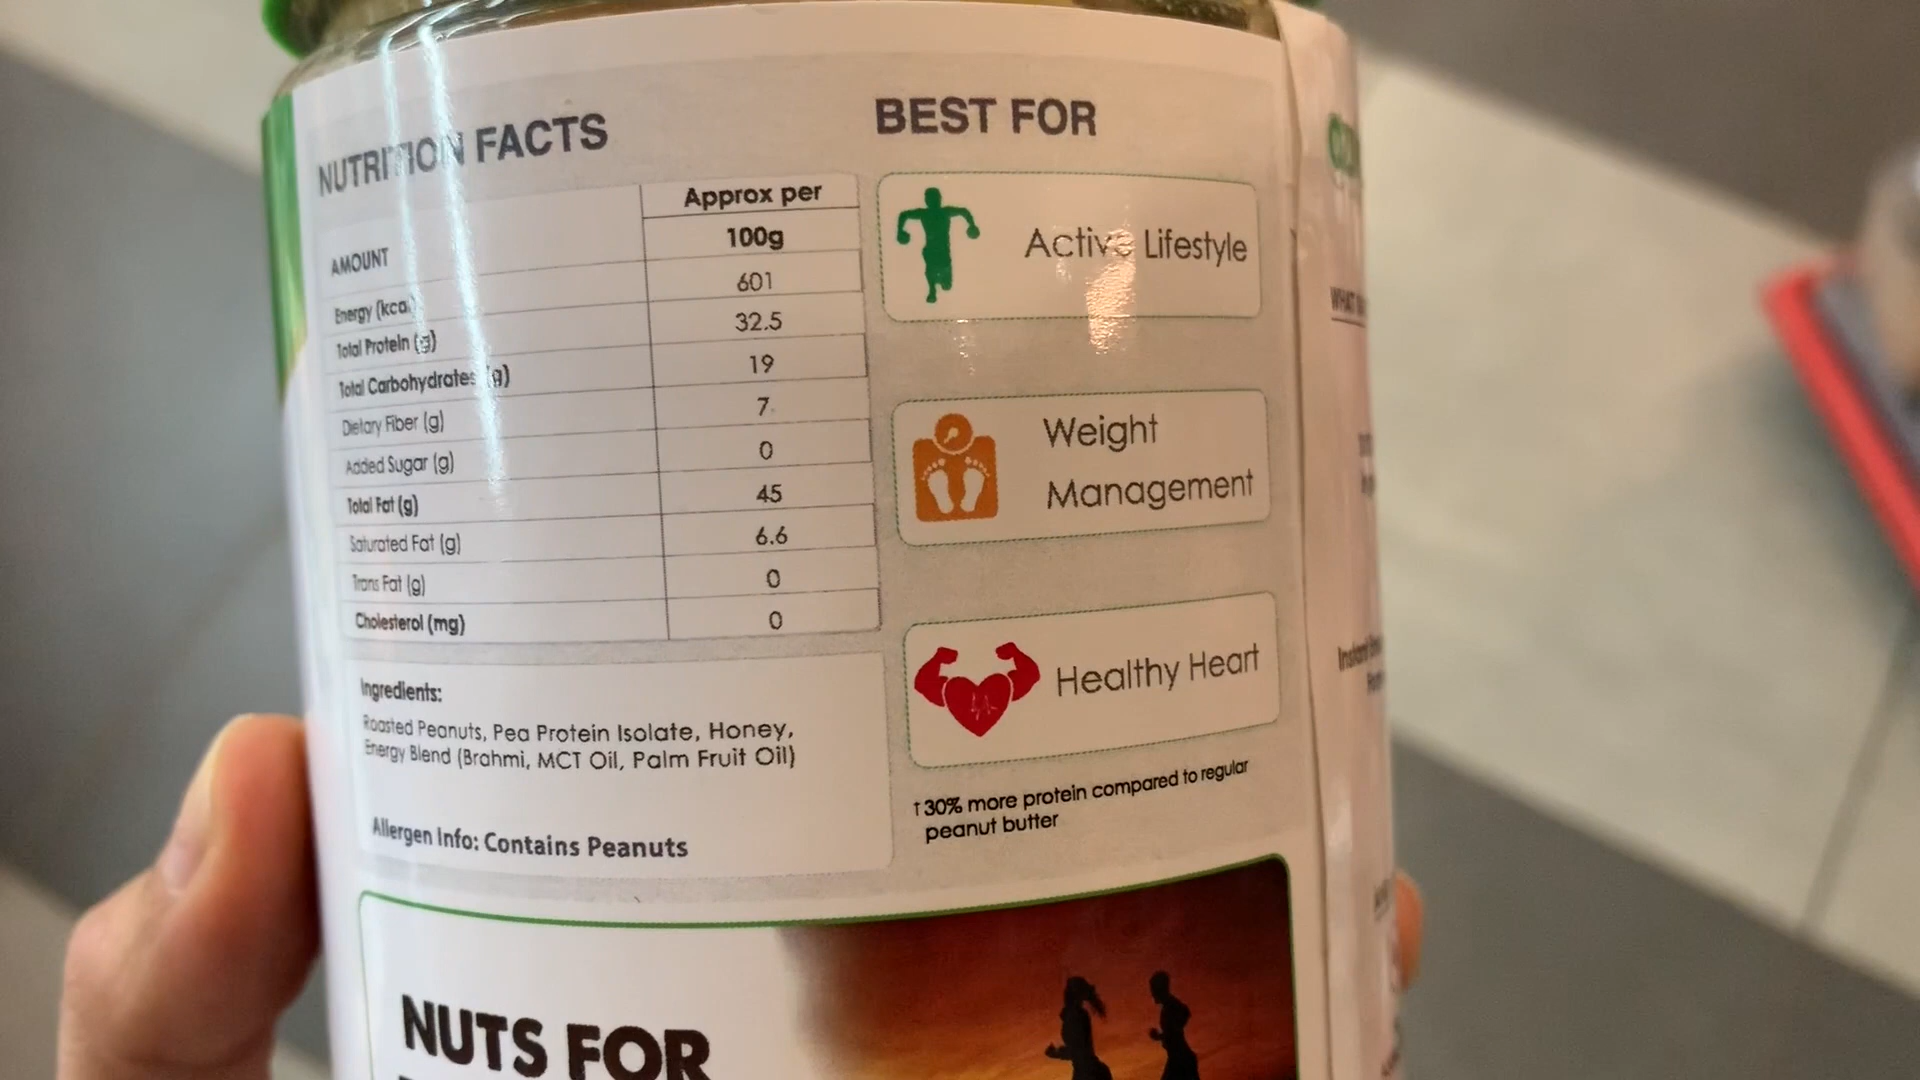 NUTRITION FACTS
AMOUNT Approx per 100g
Energy (kcal) 601
Total Protein (g) 32.5
Total Carbohydrates (g) 19
Dietary Fiber (g) 7
Added Sugar (g) 0
Total Fat (g) 45
Saturated Fat (g) 6.6
Trans Fat (g) 0
Cholesterol (mg) 0
Ingredients:
Roasted Peanuts, Pea Protein Isolate, Honey,
Energy Blend (Brahmi, MCT Oil, Palm Fruit Oil)
Allergen Info: Contains Peanuts
BEST FOR
Active Lifestyle
Weight
Management
Healthy Heart
↑30% more protein compared to regular
peanut butter
NUTS FOR
WHAT
Instant